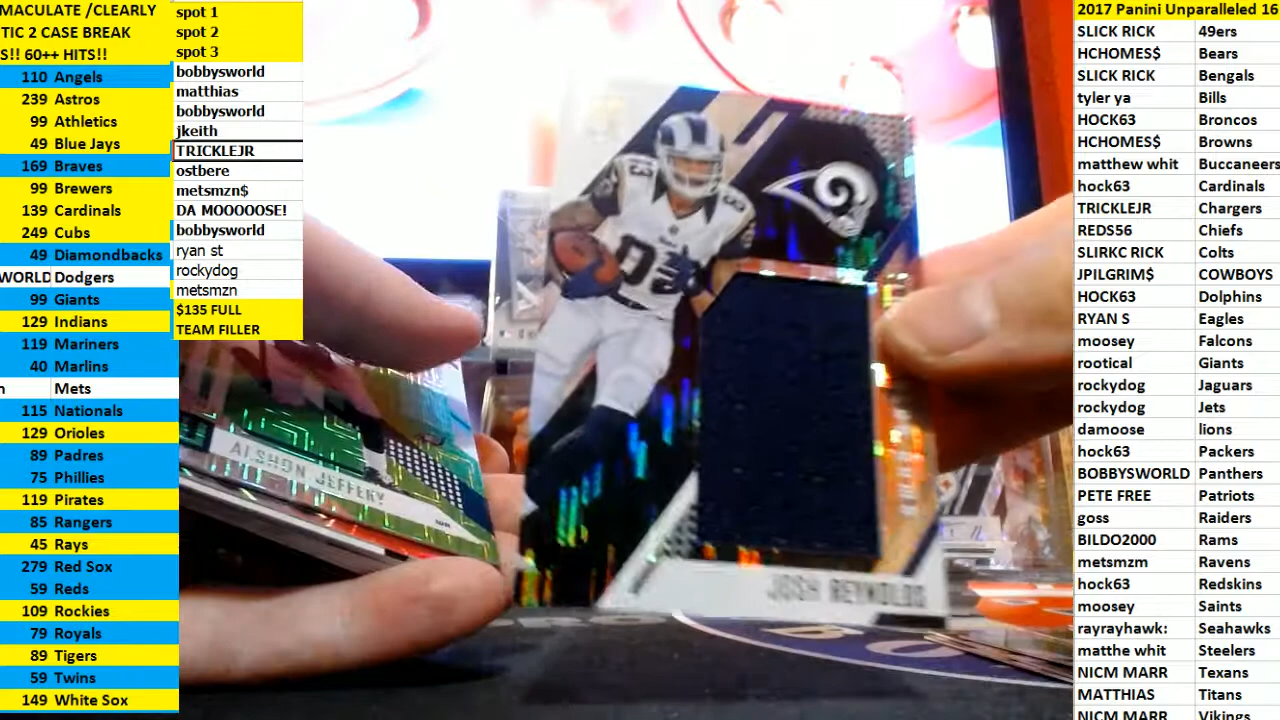 MACULATE /CLEARLY
TIC 2 CASE BREAK
S!! 60++ HITS!!
110 Angels
239 Astros
99 Athletics
49 Blue Jays
169 Braves
99 Brewers
139 Cardinals
249 Cubs
49 Diamondbacks
WORLD Dodgers
99 Giants
129 Indians
119 Mariners
40 Marlins
n Mets
115 Nationals
129 Orioles
89 Padres
75 Phillies
119 Pirates
85 Rangers
45 Rays
279 Red Sox
59 Reds
109 Rockies
79 Royals
89 Tigers
59 Twins
149 White Sox
spot 1
spot 2
spot 3
bobbysworld
matthias
bobbysworld
jkeith
TRICKLEJR
ostbere
metsmzn$
DA MOOOOOSE!
bobbysworld
ryan st
rockydog
metsmzn
$135 FULL
TEAM FILLER
ALSHON JEFFERY
83
JOSH REYNOLDS
2017 Panini Unparalleled 16
SLICK RICK 49ers
HCHOMES$ Bears
SLICK RICK Bengals
tyler ya Bills
HOCK63 Broncos
HCHOMES$ Browns
matthew whit Buccaneers
hock63 Cardinals
TRICKLEJR Chargers
REDS56 Chiefs
SLIRKC RICK Colts
JPILGRIM$ COWBOYS
HOCK63 Dolphins
RYAN S Eagles
moosey Falcons
rootical Giants
rockydog Jaguars
rockydog Jets
damoose lions
hock63 Packers
BOBBYSWORLD Panthers
PETE FREE Patriots
goss Raiders
BILDO2000 Rams
metsmzm Ravens
hock63 Redskins
moosey Saints
rayrayhawk: Seahawks
matthe whit Steelers
NICM MARR Texans
MATTHIAS Titans
NICM MARR Vikings